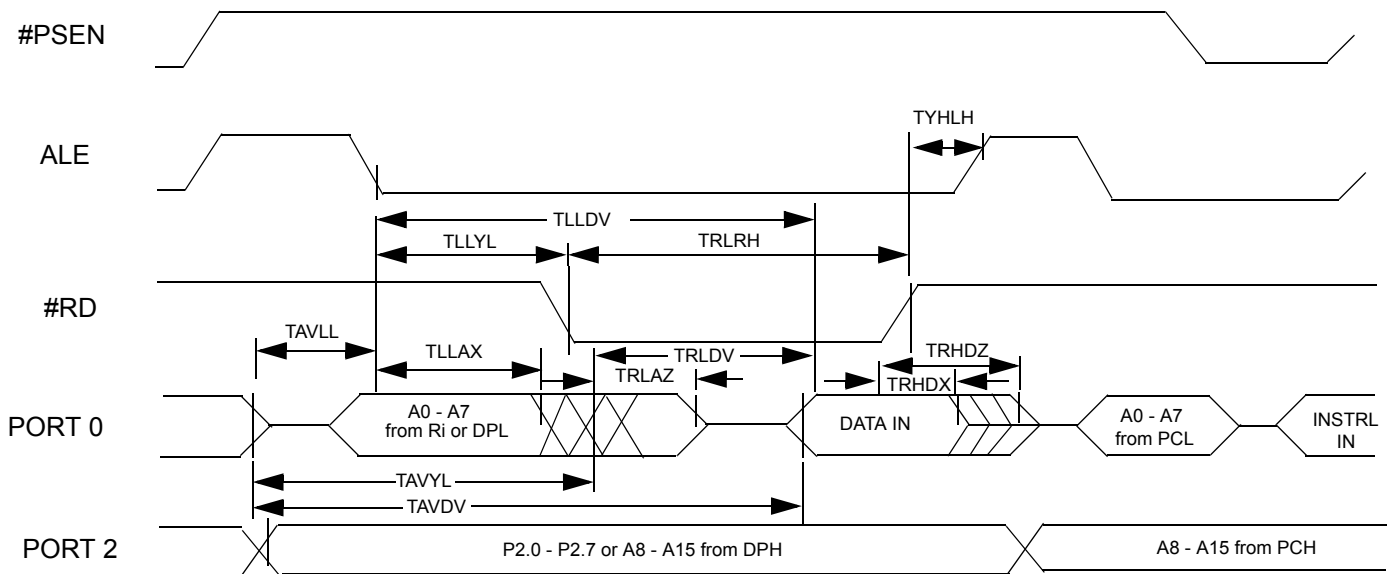 #PSEN
TYHLH
ALE
TLLDV
TLLYL
TRLRH
#RD
TAVLL
TLLAX
TRLDV
TRHDZ
TRLAZ
TRHDX
PORT 0
A0 - A7
from Ri or DPL
DATA IN
A0 - A7
from PCL
INSTRL
IN
TAVYL
TAVDV
PORT 2
P2.0 - P2.7 or A8 - A15 from DPH
A8 - A15 from PCH